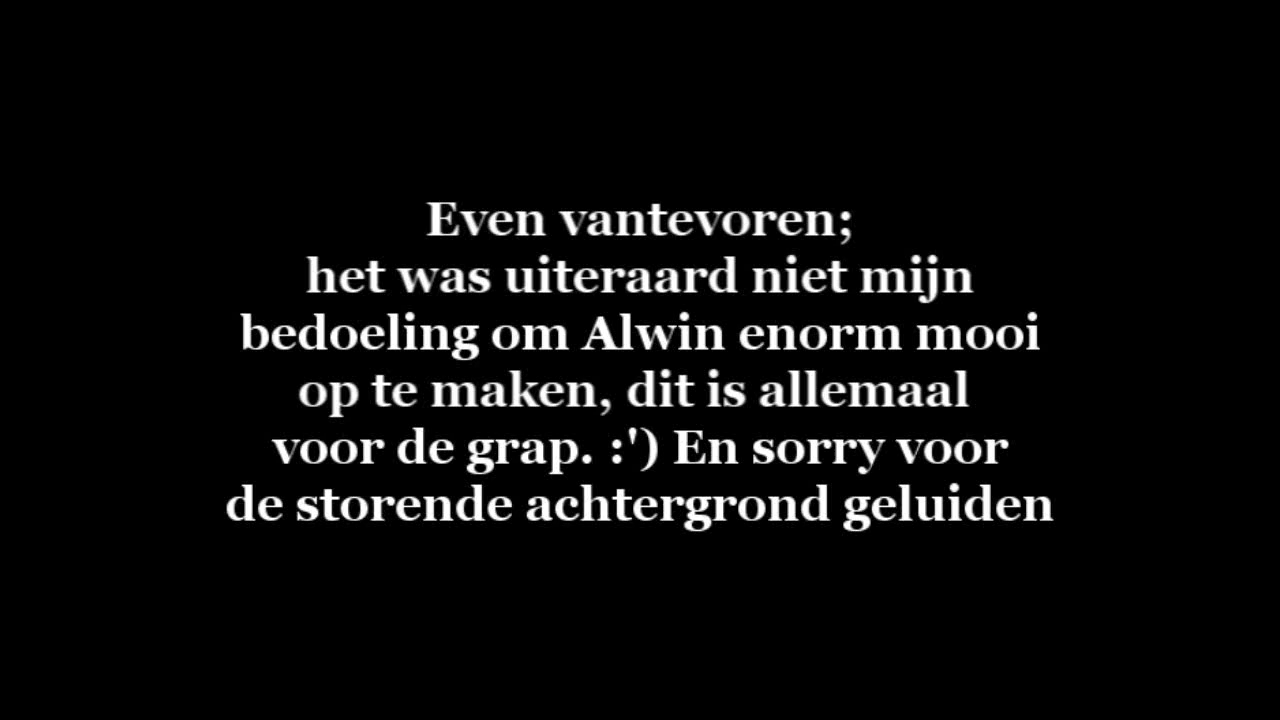 Even vantevoren;
het was uiteraard niet mijn
bedoeling om Alwin enorm mooi
op te maken, dit is allemaal
voor de grap. :') En sorry voor
de storende achtergrond geluiden